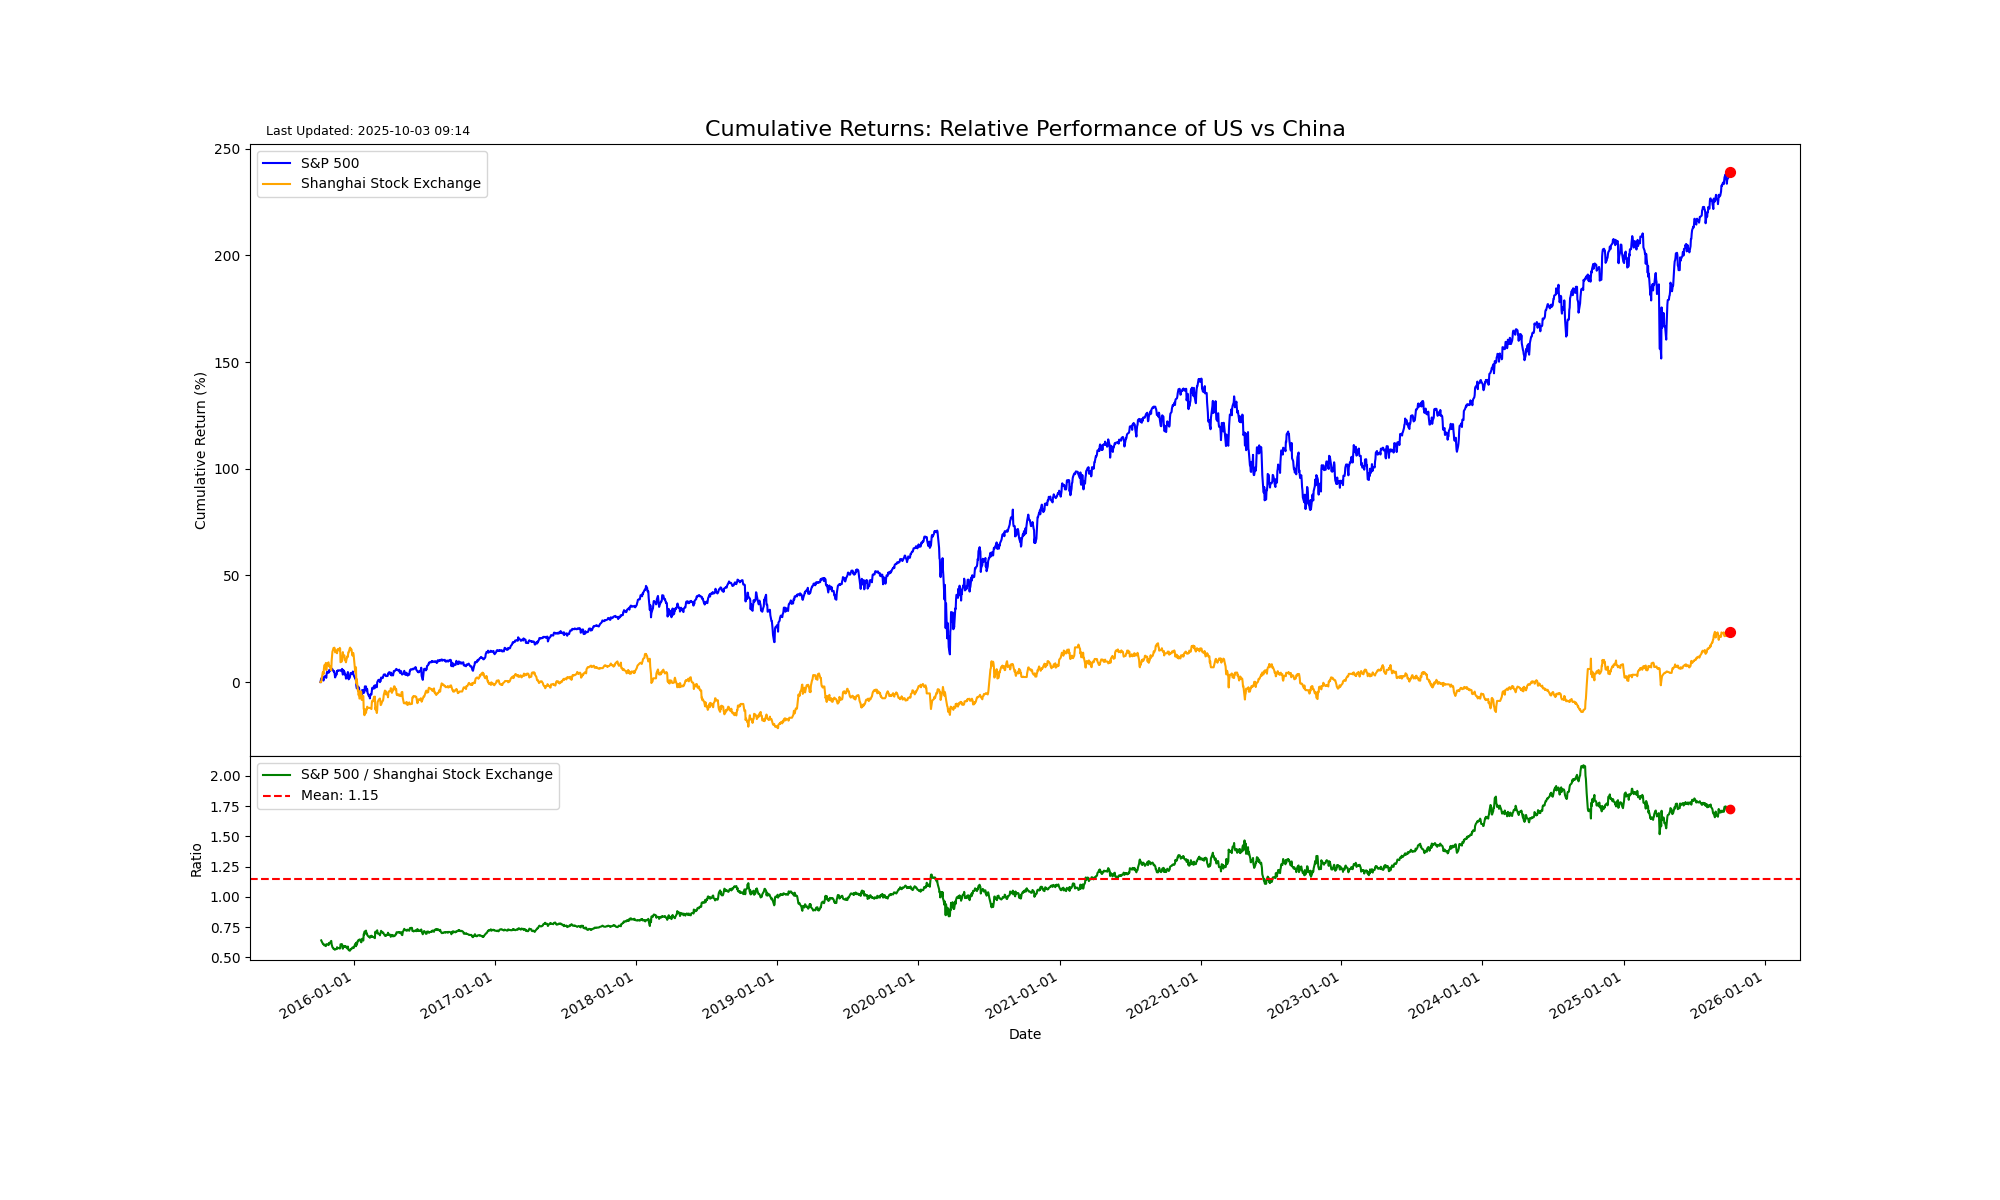 Last Updated: 2025-10-03 09:14
Cumulative Returns: Relative Performance of US vs China
S&P 500
Shanghai Stock Exchange
Cumulative Return (%)
250
200
150
100
50
0
S&P 500 / Shanghai Stock Exchange
Mean: 1.15
Ratio
2.00
1.75
1.50
1.25
1.00
0.75
0.50
2016-01-01
2017-01-01
2018-01-01
2019-01-01
2020-01-01
2021-01-01
2022-01-01
2023-01-01
2024-01-01
2025-01-01
2026-01-01
Date